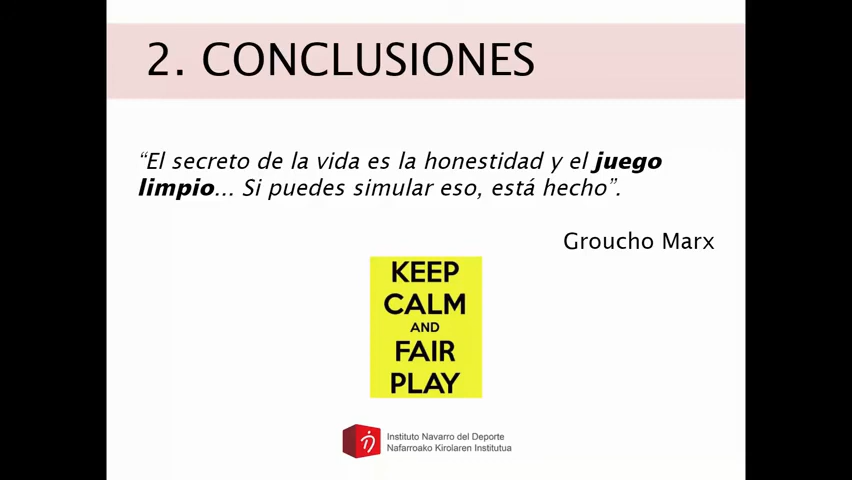 2. CONCLUSIONES
“El secreto de la vida es la honestidad y el juego
limpio... Si puedes simular eso, está hecho”.
Groucho Marx
KEEP
CALM
AND
FAIR
PLAY
Instituto Navarro del Deporte
Nafarroako Kirolaren Institutua